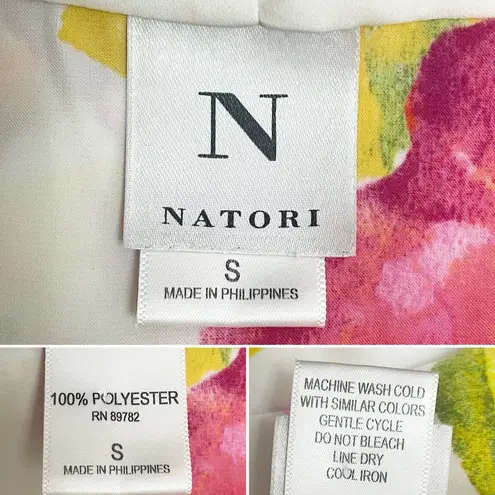 N
NATORI
S
MADE IN PHILIPPINES
100% POLYESTER
RN 89782
S
MADE IN PHILIPPINES
MACHINE WASH COLD
WITH SIMILAR COLORS
GENTLE CYCLE
DO NOT BLEACH
LINE DRY
COOL IRON